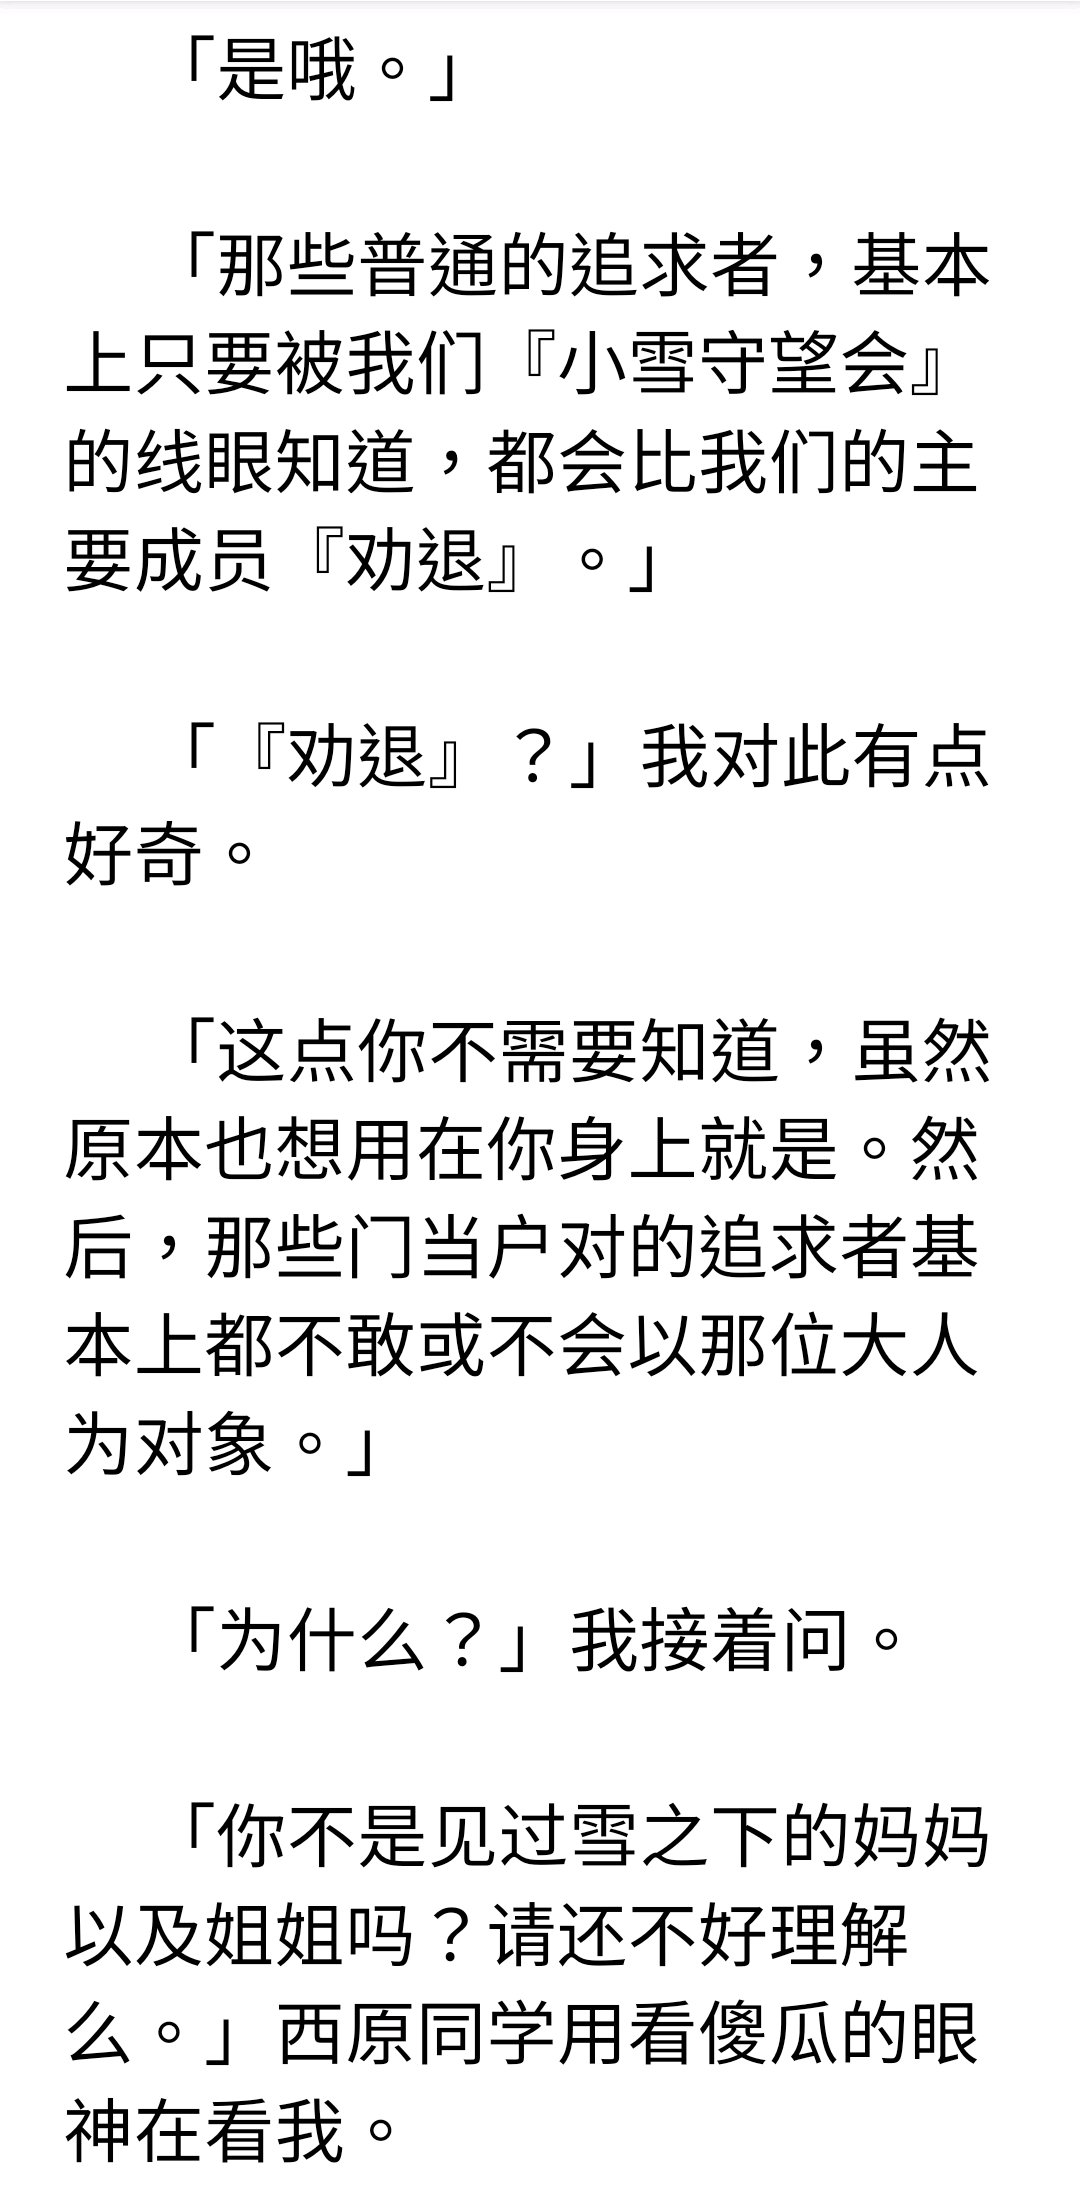 「是哦。」
「那些普通的追求者，基本
上只要被我们『小雪守望会』
的线眼知道，都会比我们的主
要成员『劝退』。」
「『劝退』？」我对此有点
好奇。
「这点你不需要知道，虽然
原本也想用在你身上就是。然
后，那些门当户对的追求者基
本上都不敢或不会以那位大人
为对象。」
「为什么？」我接着问。
「你不是见过雪之下的妈妈
以及姐姐吗？请还不好理解
么。」西原同学用看傻瓜的眼
神在看我。